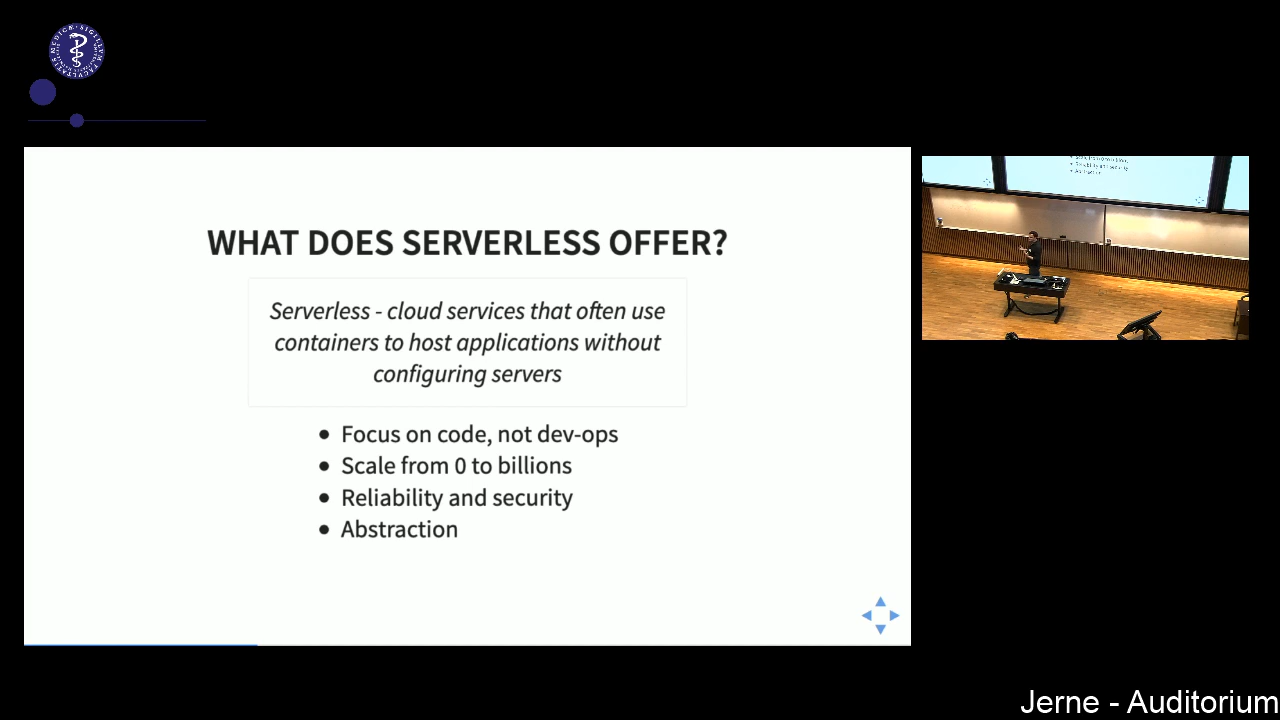 WHAT DOES SERVERLESS OFFER?
Serverless - cloud services that often use
containers to host applications without
configuring servers
Focus on code, not dev-ops
Scale from 0 to billions
Reliability and security
Abstraction
Jerne - Auditorium